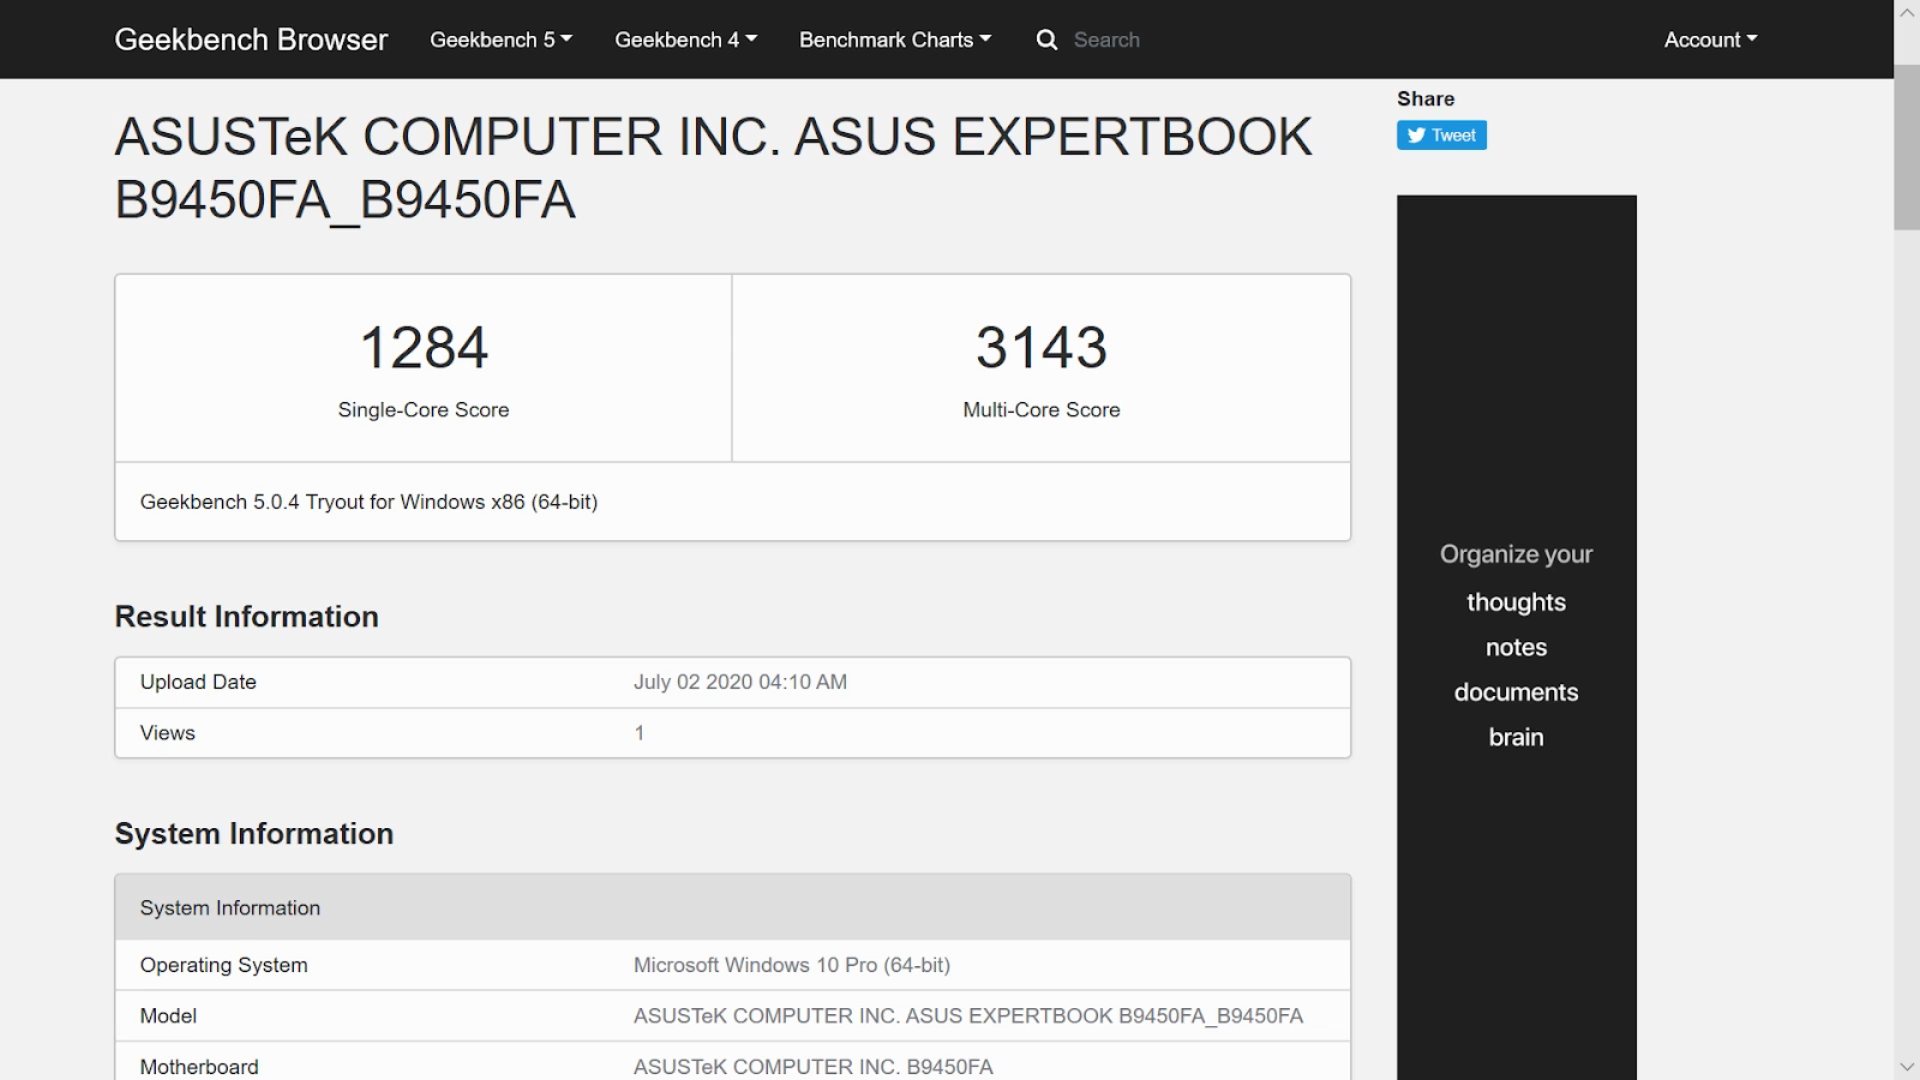 Geekbench Browser Geekbench 5 Geekbench 4 Benchmark Charts Search Account
ASUSTeK COMPUTER INC. ASUS EXPERTBOOK
B9450FA_B9450FA
1284
Single-Core Score
3143
Multi-Core Score
Geekbench 5.0.4 Tryout for Windows x86 (64-bit)
Result Information
Upload Date July 02 2020 04:10 AM
Views 1
System Information
System Information
Operating System Microsoft Windows 10 Pro (64-bit)
Model ASUSTeK COMPUTER INC. ASUS EXPERTBOOK B9450FA_B9450FA
Motherboard ASUSTeK COMPUTER INC. B9450FA
Share
Tweet
Organize your
thoughts
notes
documents
brain